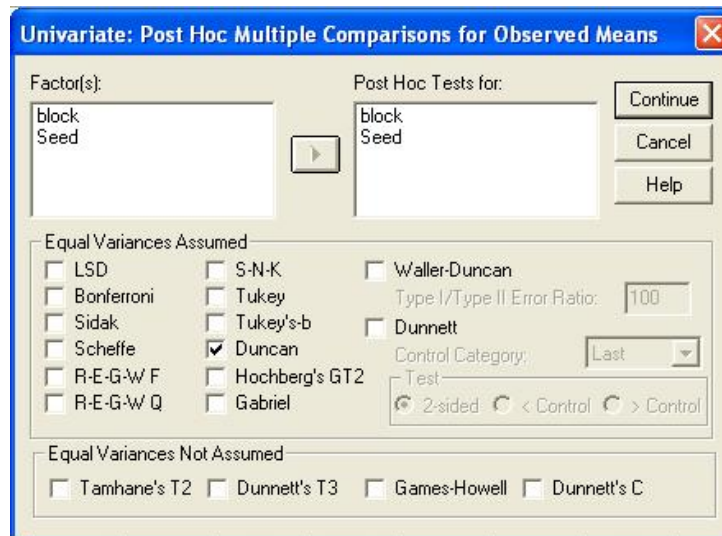 Univariate: Post Hoc Multiple Comparisons for Observed Means
Factor(s):
block
Seed
Post Hoc Tests for:
block
Seed
Continue
Cancel
Help
Equal Variances Assumed
LSD
Bonferroni
Sidak
Scheffe
R-E-G-W F
R-E-G-W Q
S-N-K
Tukey
Tukey's-b
Duncan
Hochberg's GT2
Gabriel
Waller-Duncan
Type I/Type II Error Ratio: 100
Dunnett
Control Category: Last
Test
2-sided < Control > Control
Equal Variances Not Assumed
Tamhane's T2 Dunnett's T3 Games-Howell Dunnett's C